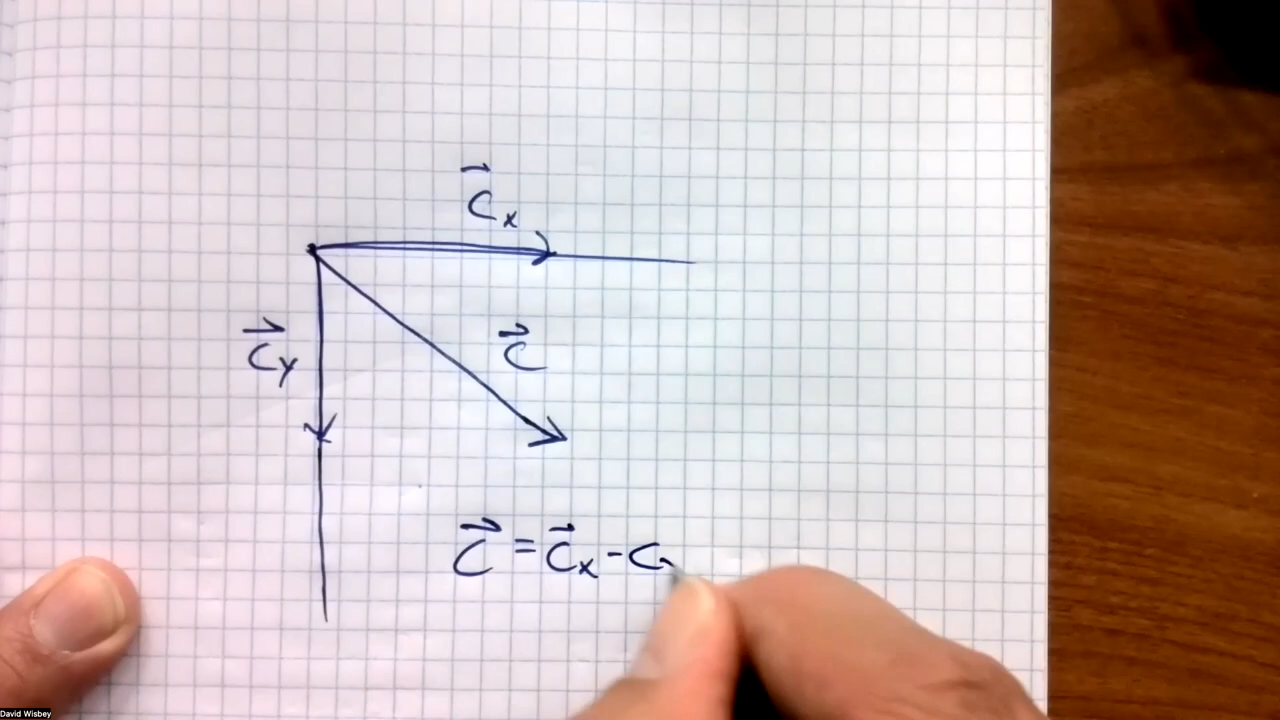 C⃗ₓ
C⃗ᵧ
C⃗
C⃗ = C⃗ₓ - C
David Wisbey